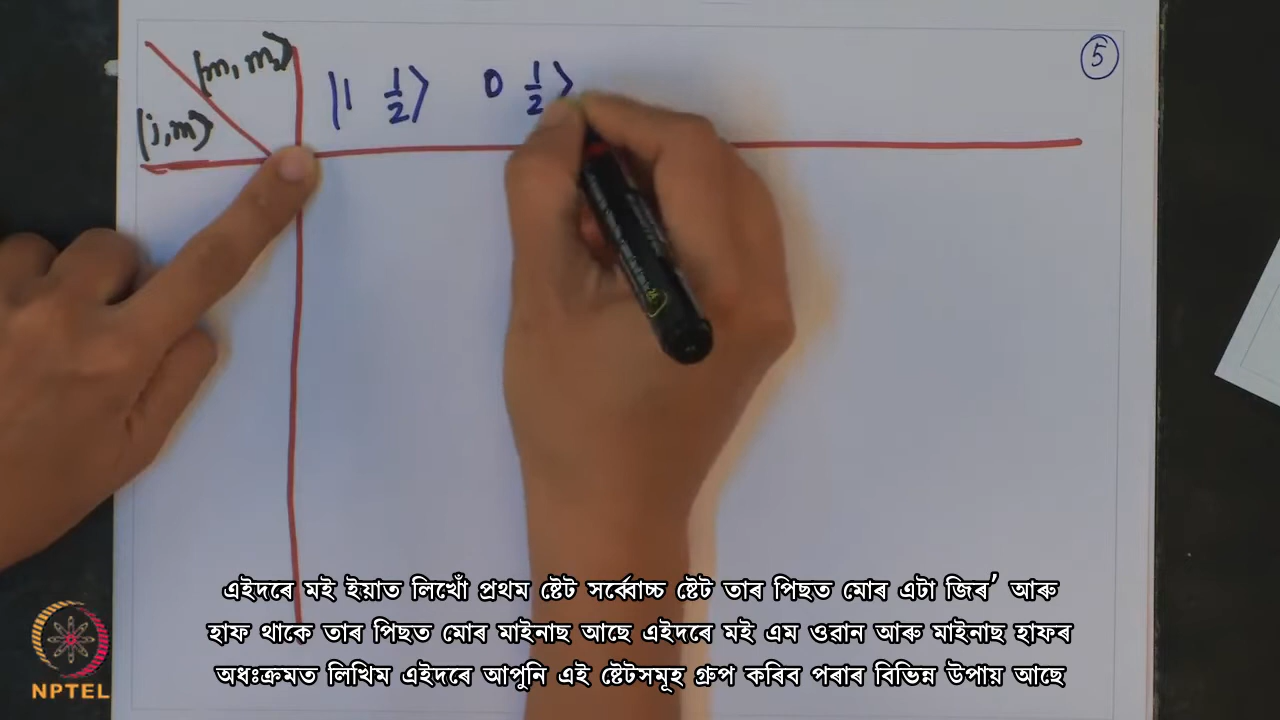 |m₁ m₂⟩ |1 1/2⟩ 0 1/2⟩ 5
|j,m⟩
এইদৰে মই ইয়াত লিখোঁ প্ৰথম ষ্টেট সৰ্ব্বোচ্চ ষ্টেট তাৰ পিছত মোৰ এটা জিৰ’ আৰু
হাফ থাকে তাৰ পিছত মোৰ মাইনাছ আছে এইদৰে মই এম ওৱান আৰু মাইনাছ হাফৰ
অধঃক্ৰমত লিখিম এইদৰে আপুনি এই ষ্টেটসমূহ গ্ৰুপ কৰিব পৰাৰ বিভিন্ন উপায় আছে
NPTEL